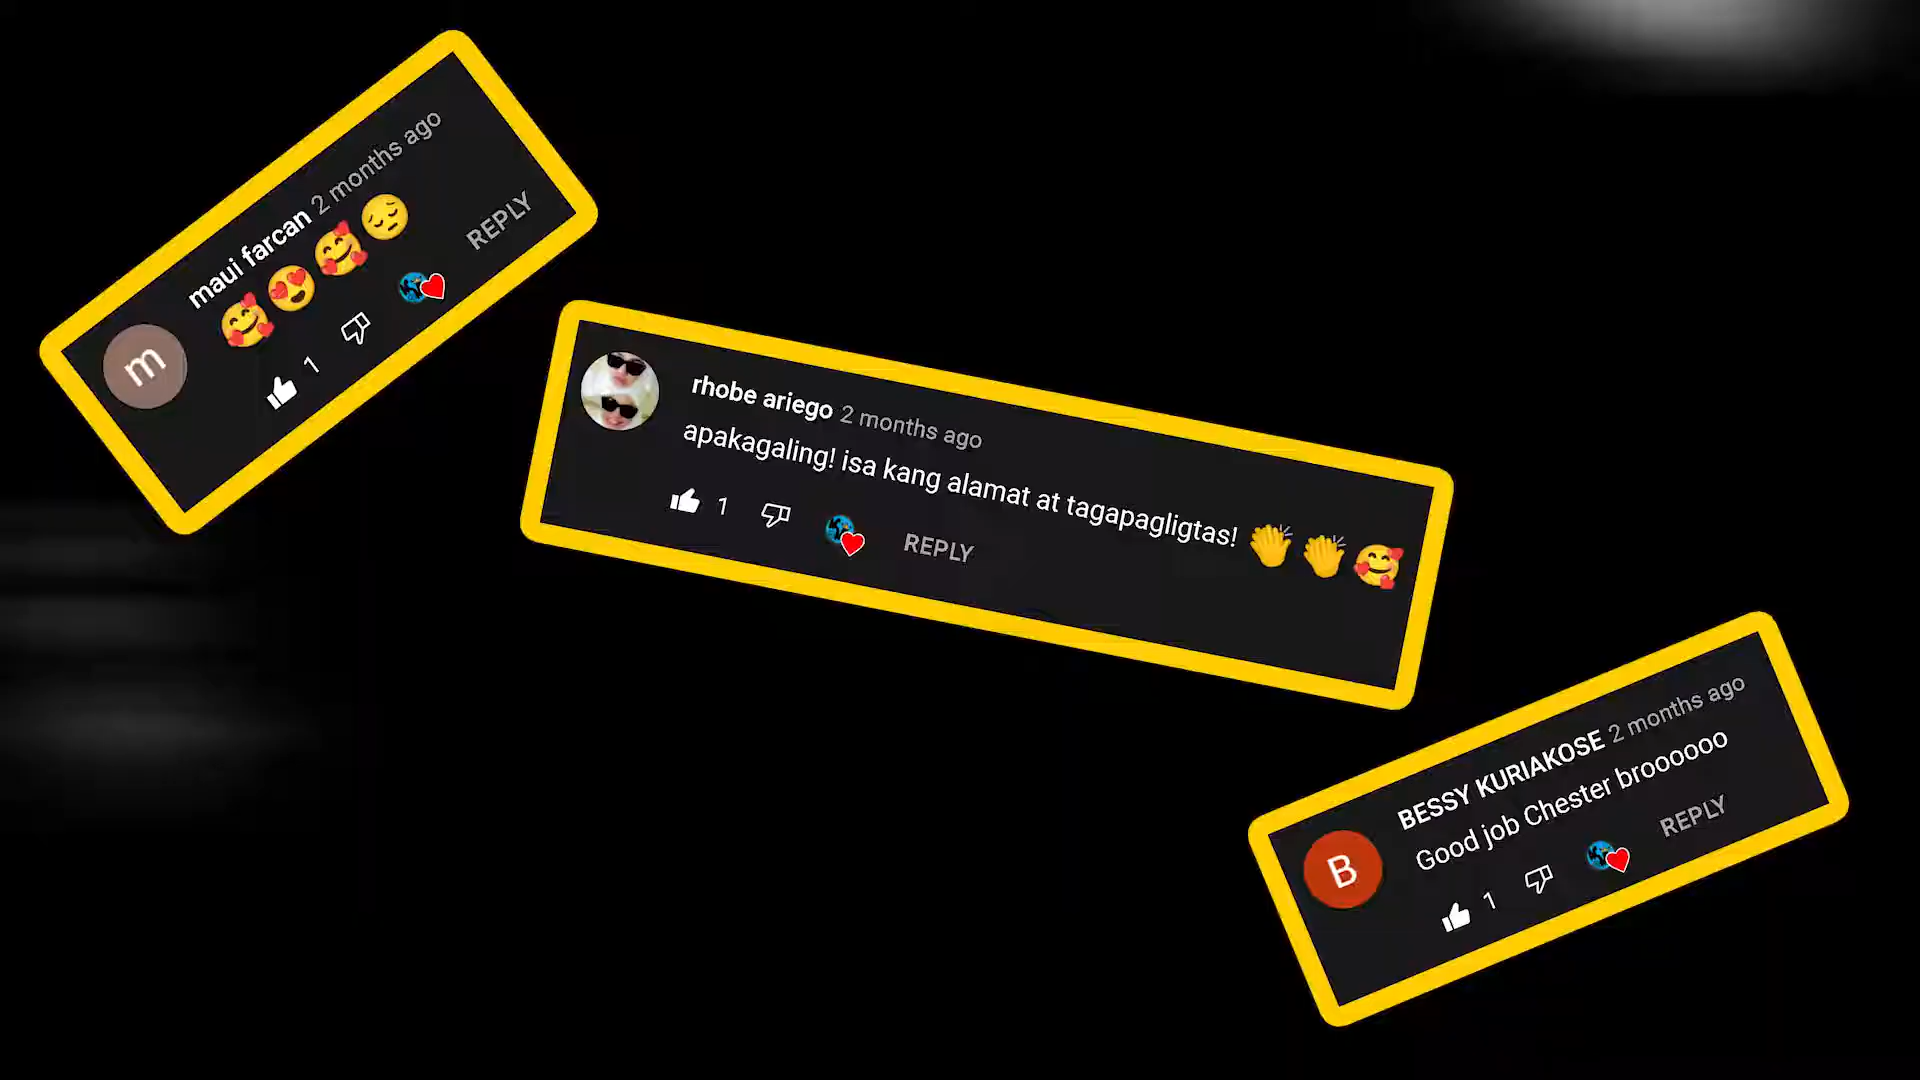 maui farcan 2 months ago
🥰😍🥰😔
1
REPLY
m
rhobe ariego 2 months ago
apakagaling! isa kang alamat at tagapagligtas! 👏👏🥰
1
REPLY
BESSY KURIAKOSE 2 months ago
Good job Chester broooooo
1
REPLY
B